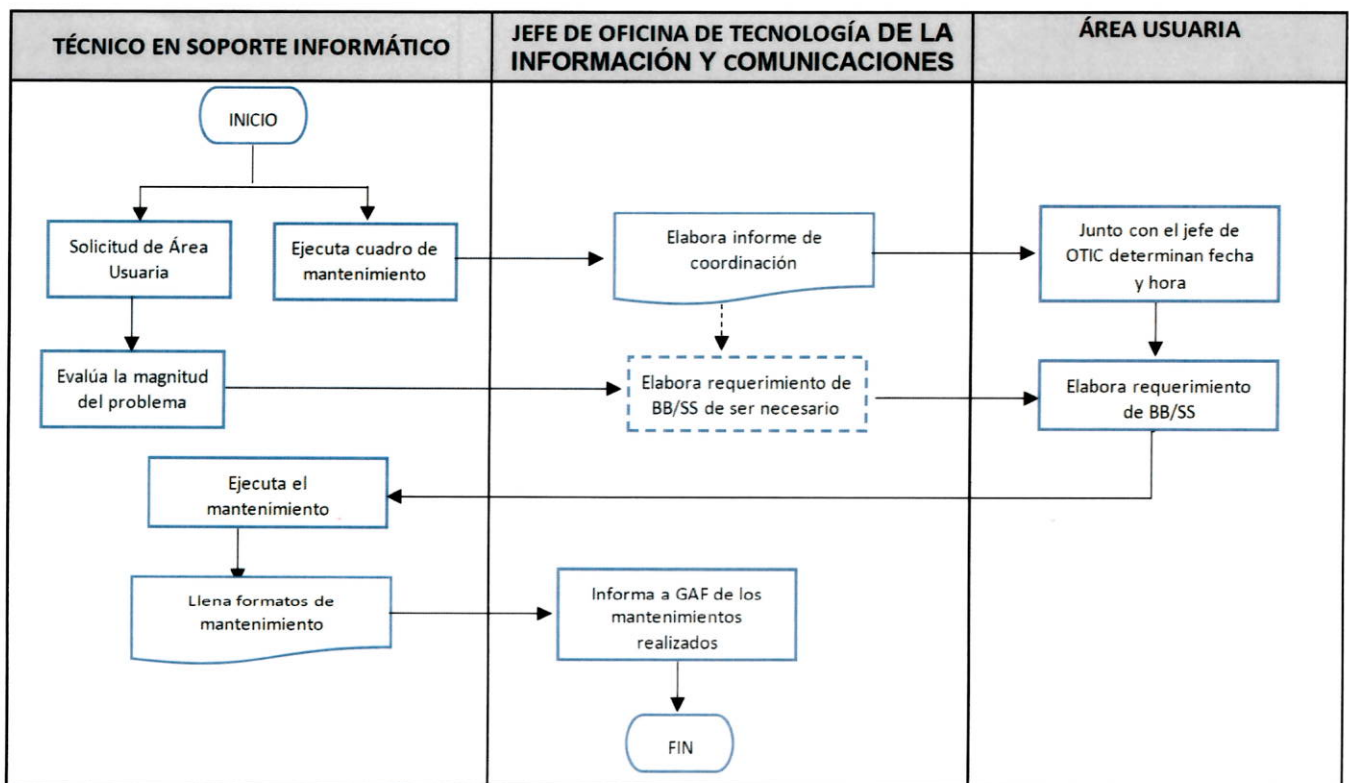 TÉCNICO EN SOPORTE INFORMÁTICO
JEFE DE OFICINA DE TECNOLOGÍA DE LA
INFORMACIÓN Y COMUNICACIONES
ÁREA USUARIA
INICIO
Solicitud de Área
Usuaria
Ejecuta cuadro de
mantenimiento
Elabora informe de
coordinación
Junto con el jefe de
OTIC determinan fecha
y hora
Evalúa la magnitud
del problema
Elabora requerimiento de
BB/SS de ser necesario
Elabora requerimiento
de BB/SS
Ejecuta el
mantenimiento
Llena formatos de
mantenimiento
Informa a GAF de los
mantenimientos
realizados
FIN